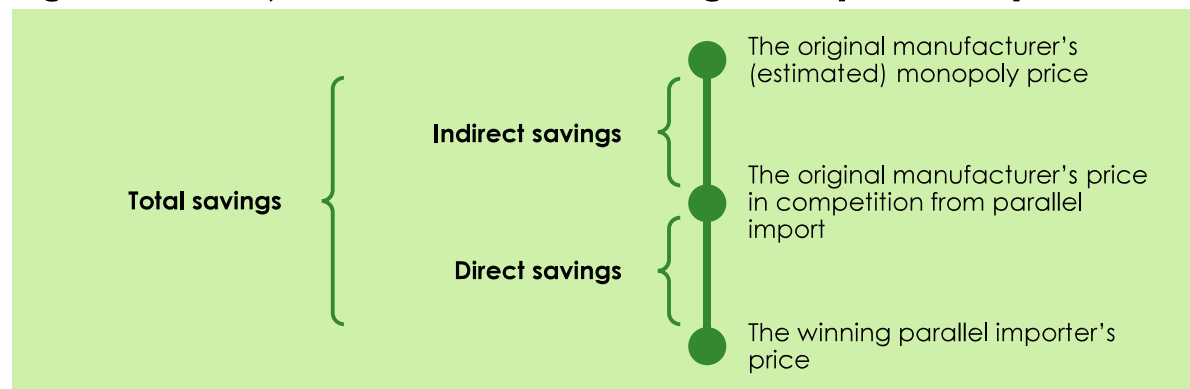 The original manufacturer's
(estimated) monopoly price
Indirect savings
The original manufacturer's price
in competition from parallel
import
Total savings
Direct savings
The winning parallel importer's
price